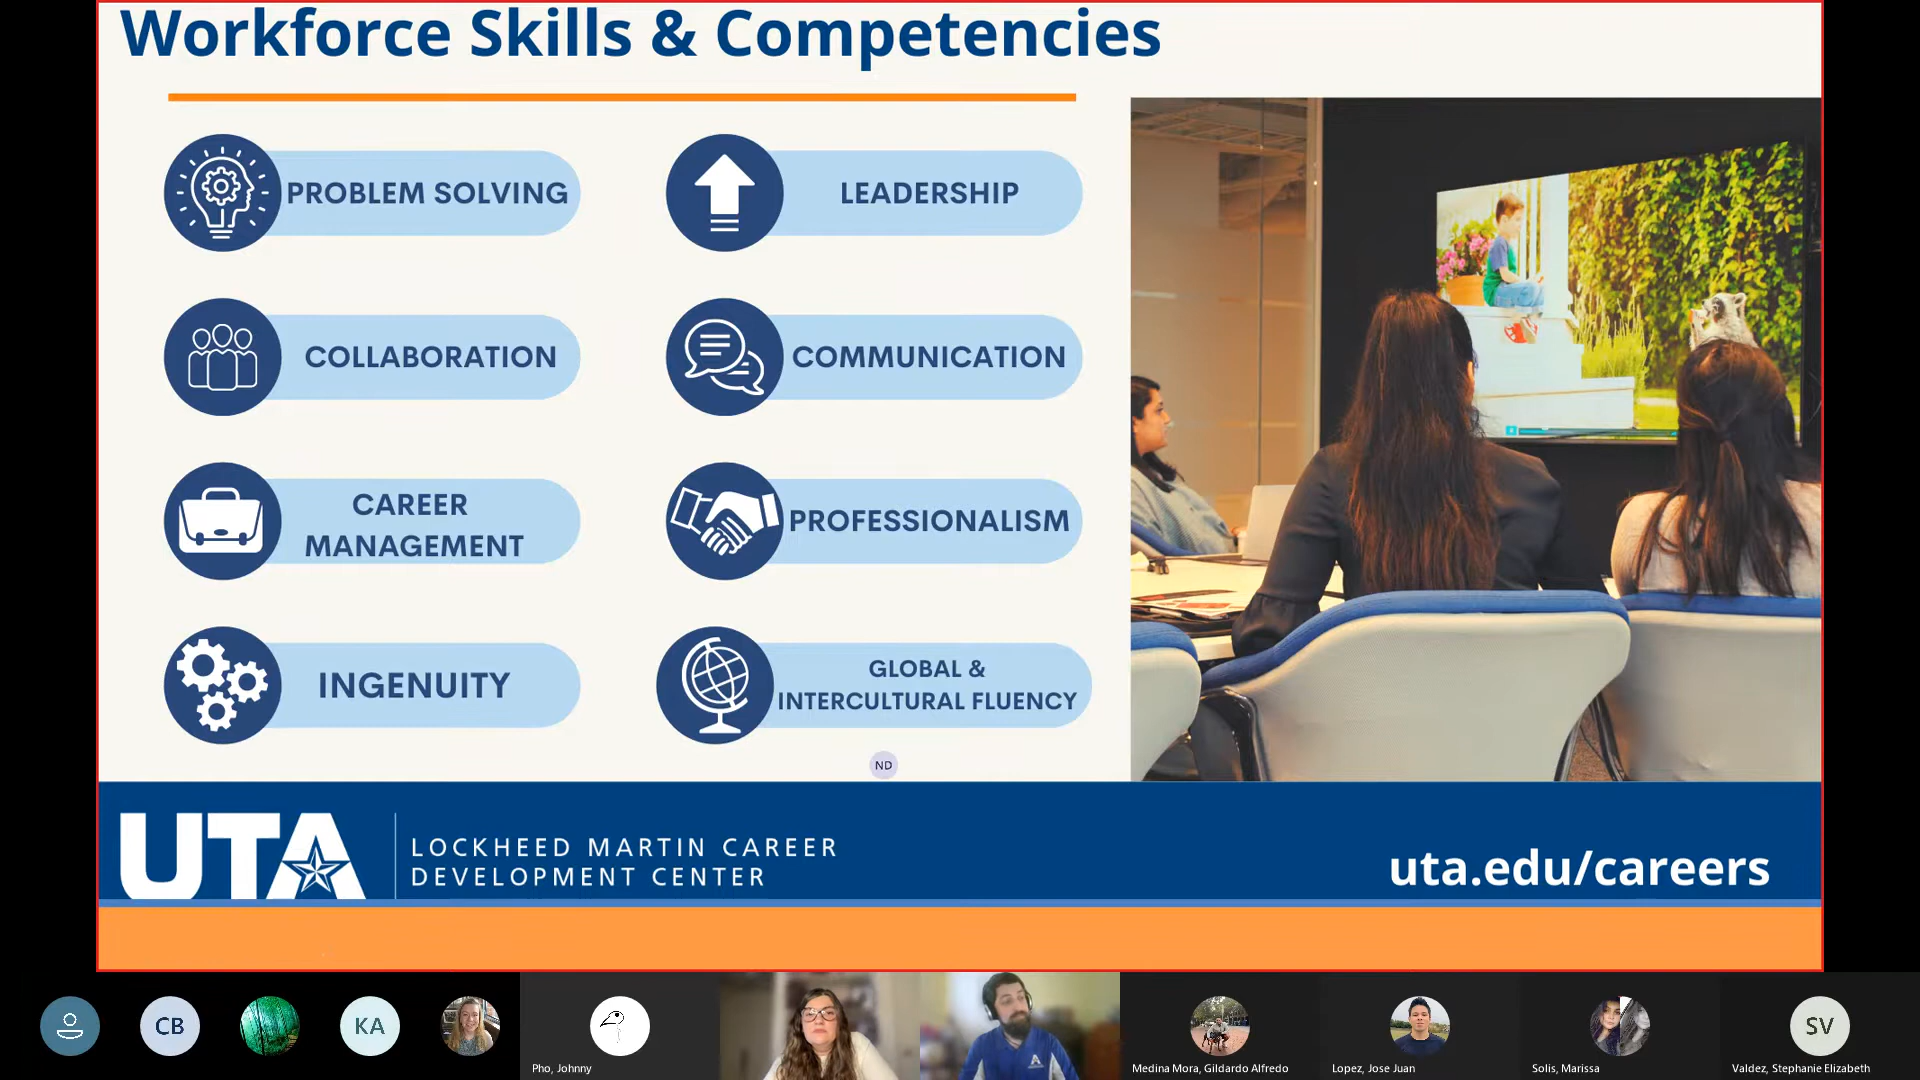 Workforce Skills & Competencies
PROBLEM SOLVING
LEADERSHIP
COLLABORATION
COMMUNICATION
CAREER
MANAGEMENT
PROFESSIONALISM
INGENUITY
GLOBAL &
INTERCULTURAL FLUENCY
ND
UTA
LOCKHEED MARTIN CAREER
DEVELOPMENT CENTER
uta.edu/careers
CB
KA
Pho, Johnny
Medina Mora, Gildardo Alfredo
Lopez, Jose Juan
Solis, Marissa
SV
Valdez, Stephanie Elizabeth